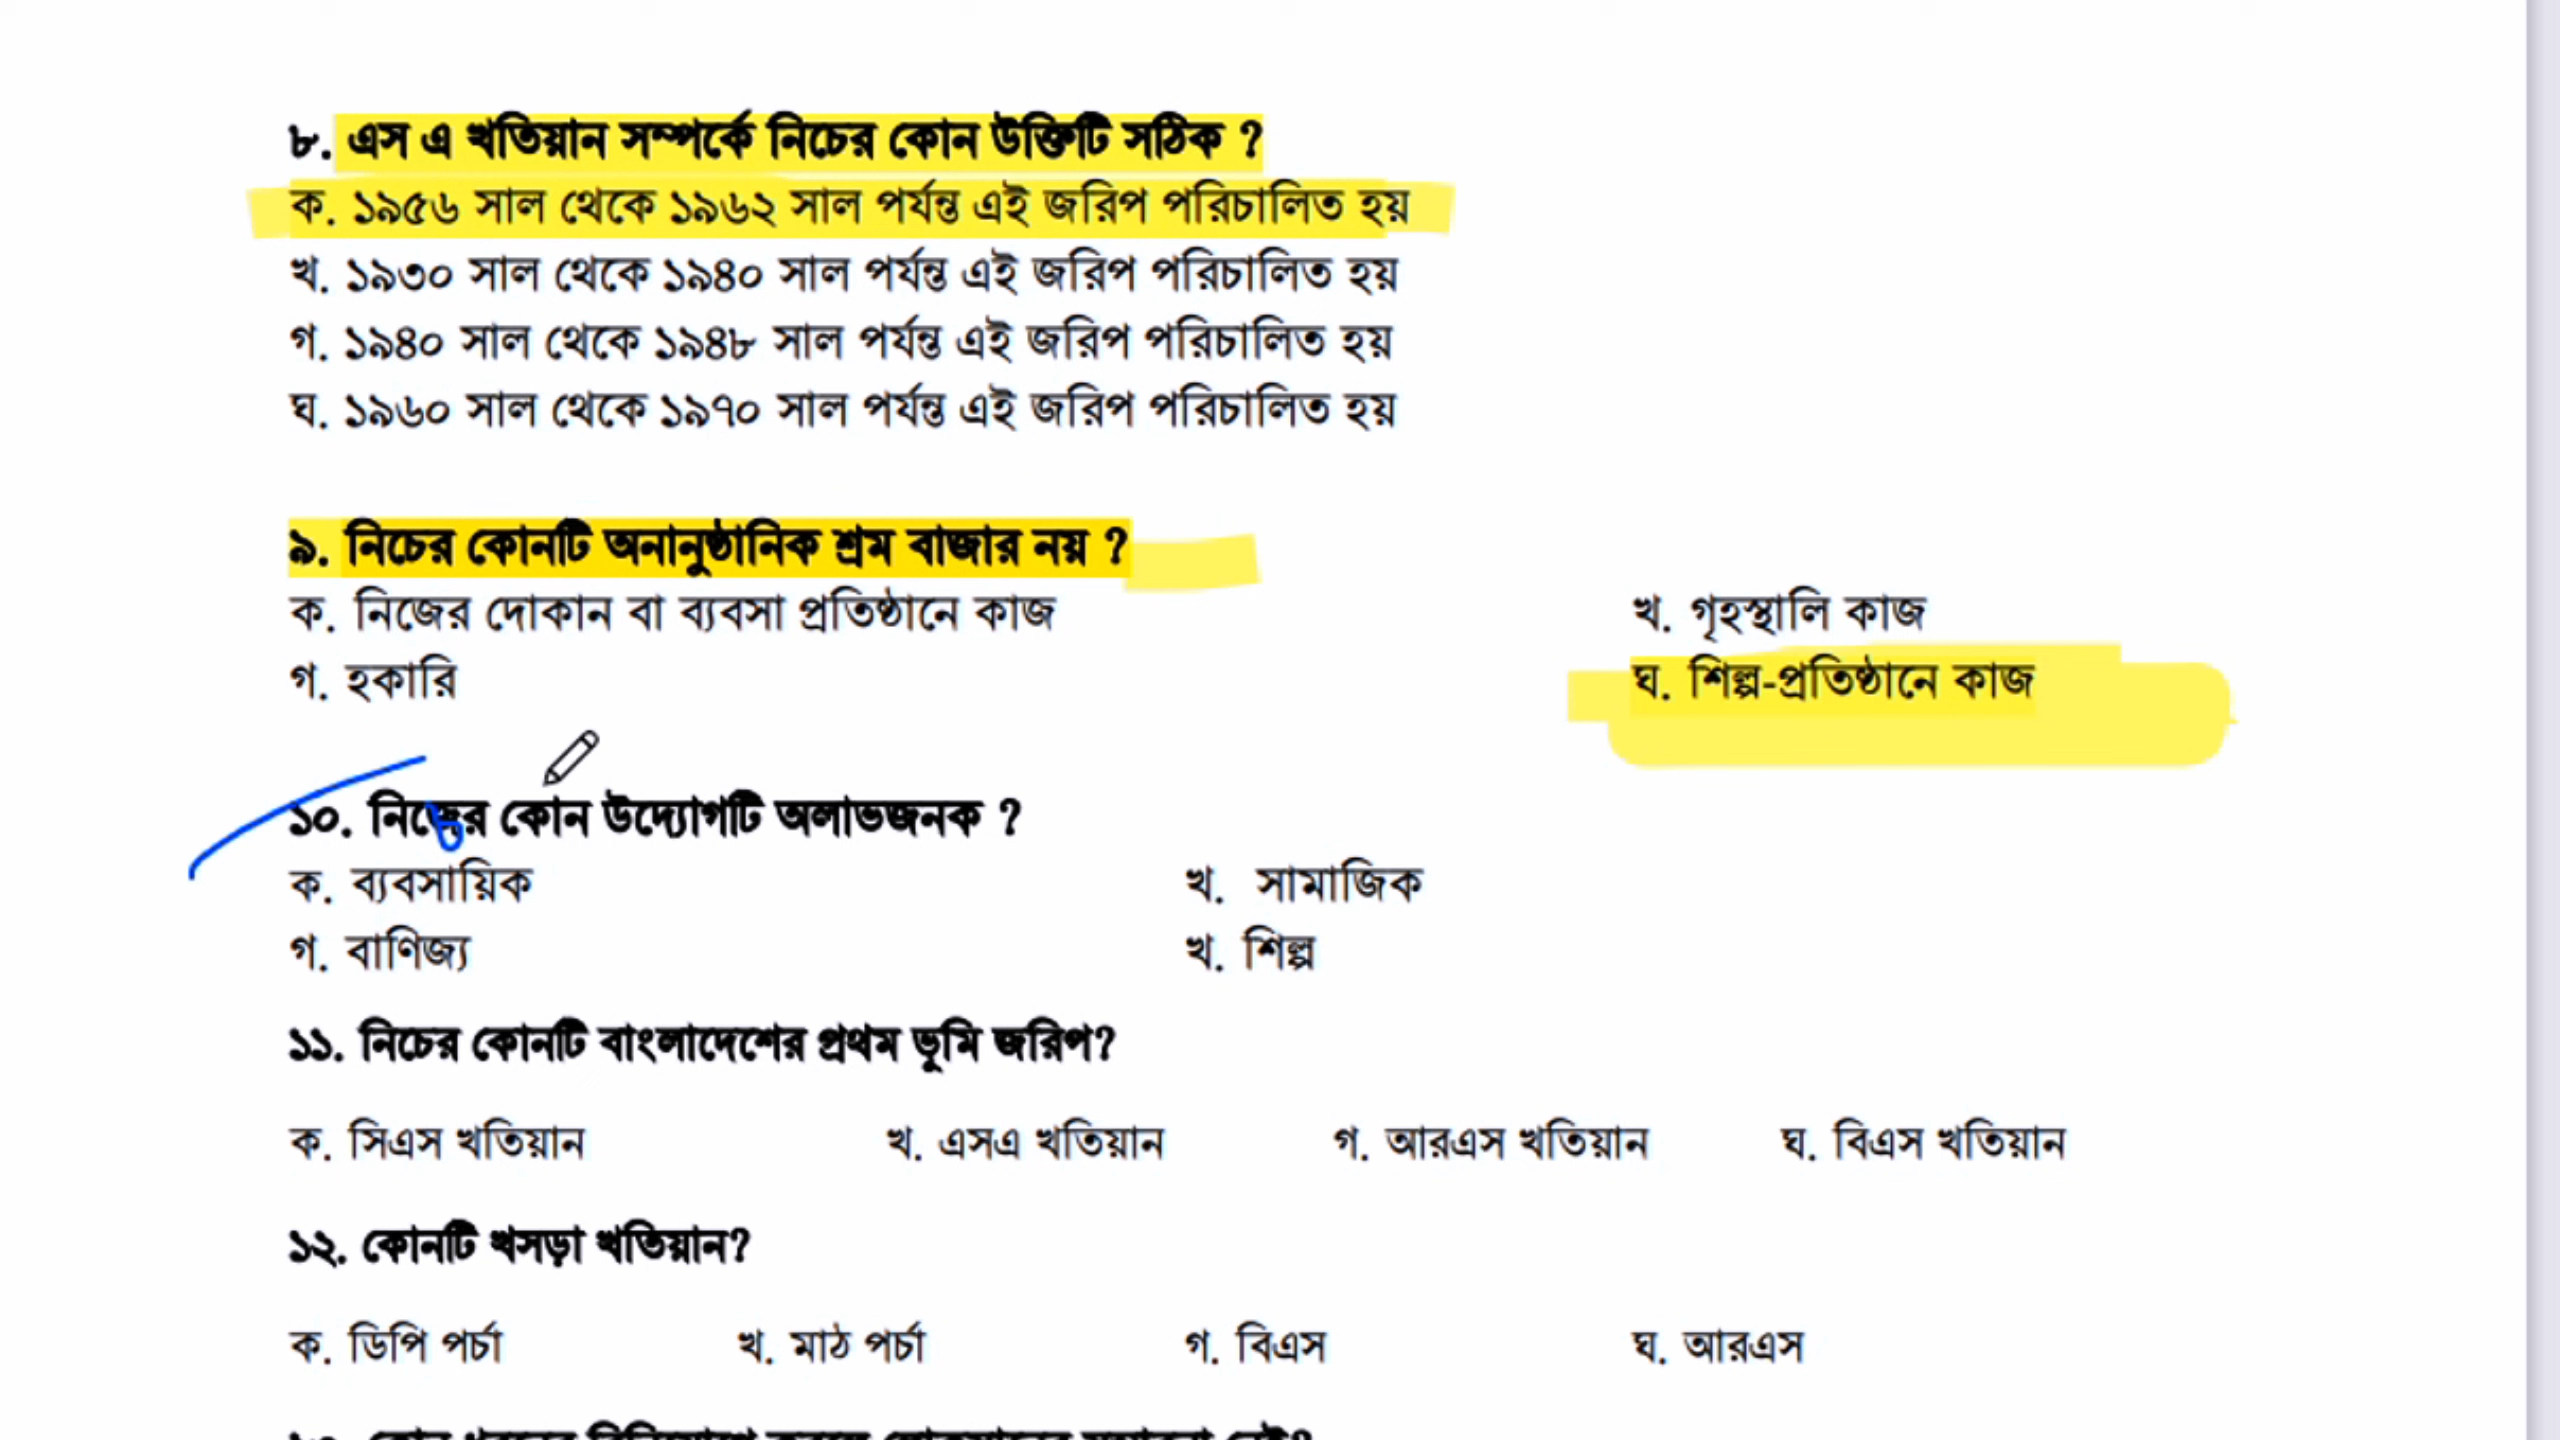 ৮. এস এ খতিয়ান সম্পর্কে নিচের কোন উক্তিটি সঠিক ?
ক. ১৯৫৬ সাল থেকে ১৯৬২ সাল পর্যন্ত এই জরিপ পরিচালিত হয়
খ. ১৯৩০ সাল থেকে ১৯৪০ সাল পর্যন্ত এই জরিপ পরিচালিত হয়
গ. ১৯৪০ সাল থেকে ১৯৪৮ সাল পর্যন্ত এই জরিপ পরিচালিত হয়
ঘ. ১৯৬০ সাল থেকে ১৯৭০ সাল পর্যন্ত এই জরিপ পরিচালিত হয়
৯. নিচের কোনটি অনানুষ্ঠানিক শ্রম বাজার নয় ?
ক. নিজের দোকান বা ব্যবসা প্রতিষ্ঠানে কাজ খ. গৃহস্থালি কাজ
গ. হকারি ঘ. শিল্প-প্রতিষ্ঠানে কাজ
১০. নিজের কোন উদ্যোগটি অলাভজনক ?
ক. ব্যবসায়িক খ. সামাজিক
গ. বাণিজ্য খ. শিল্প
১১. নিচের কোনটি বাংলাদেশের প্রথম ভূমি জরিপ?
ক. সিএস খতিয়ান খ. এসএ খতিয়ান গ. আরএস খতিয়ান ঘ. বিএস খতিয়ান
১২. কোনটি খসড়া খতিয়ান?
ক. ডিপি পর্চা খ. মাঠ পর্চা গ. বিএস ঘ. আরএস